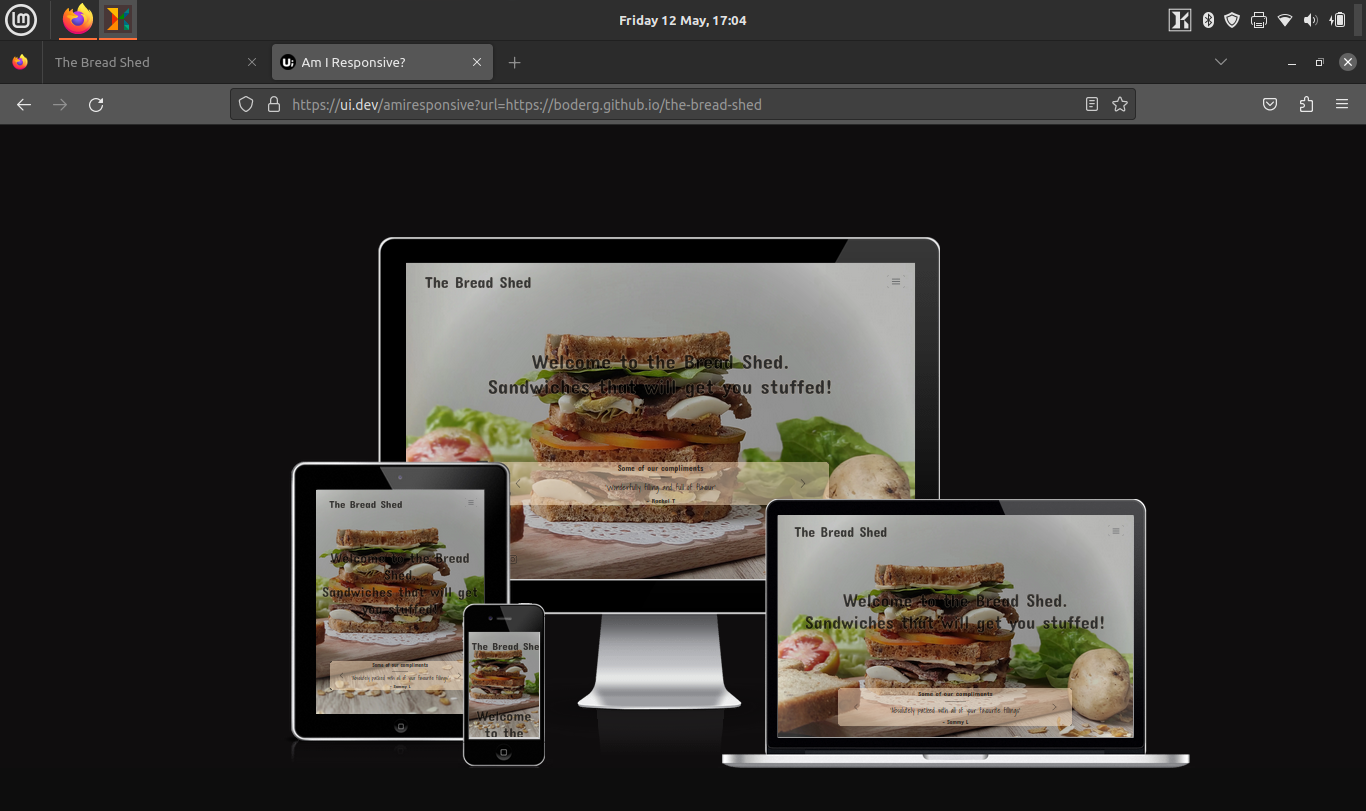 Friday 12 May, 17:04
The Bread Shed
Am I Responsive?
https://ui.dev/amiresponsive?url=https://boderg.github.io/the-bread-shed
The Bread Shed
Welcome to the Bread Shed.
Sandwiches that will get you stuffed!
Some of our compliments
"Wonderfully filling and full of flavour"
The Bread Shed
Welcome to the Bread
Shed.
Sandwiches that will get
you stuffed!
Some of our compliments
"Absolutely packed with all of your favourite fillings"
- Sammy L
The Bread She
Welcome
to the
The Bread Shed
Welcome to the Bread Shed.
Sandwiches that will get you stuffed!
Some of our compliments
"Absolutely packed with all of your favourite fillings"
- Sammy L